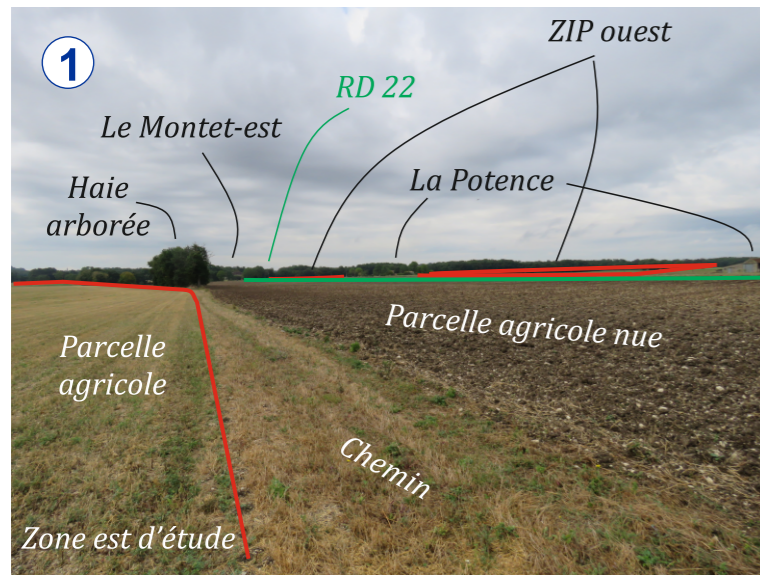 1
ZIP ouest
RD 22
Le Montet-est
La Potence
Haie
arborée
Parcelle agricole nue
Parcelle
agricole
Chemin
Zone est d'étude